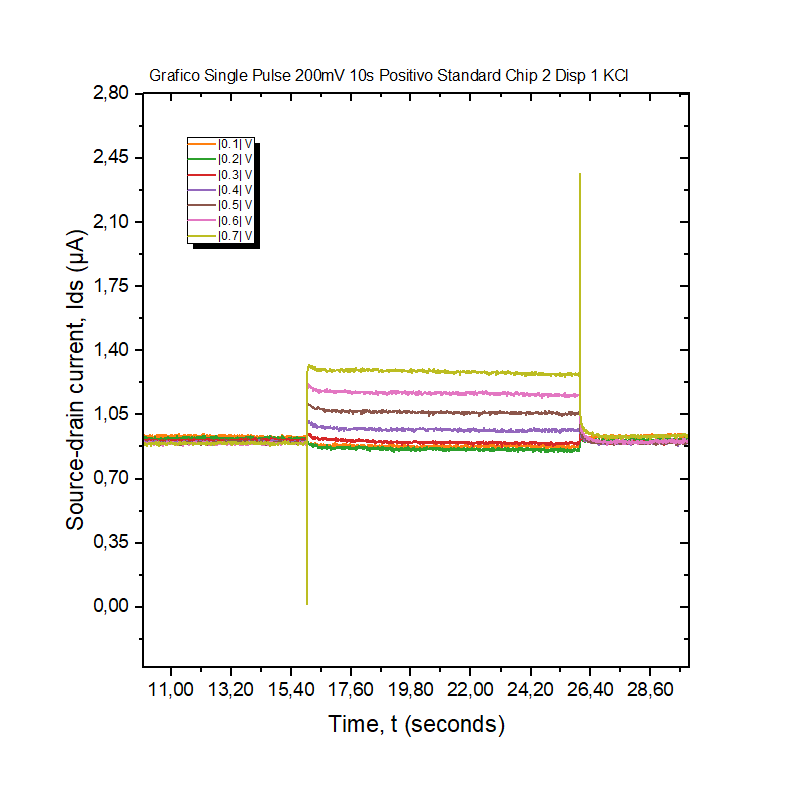 Grafico Single Pulse 200mV 10s Positivo Standard Chip 2 Disp 1 KCl
2,80
2,45
2,10
1,75
1,40
1,05
0,70
0,35
0,00
Source-drain current, Ids (µA)
|0.1| V
|0.2| V
|0.3| V
|0.4| V
|0.5| V
|0.6| V
|0.7| V
11,00 13,20 15,40 17,60 19,80 22,00 24,20 26,40 28,60
Time, t (seconds)